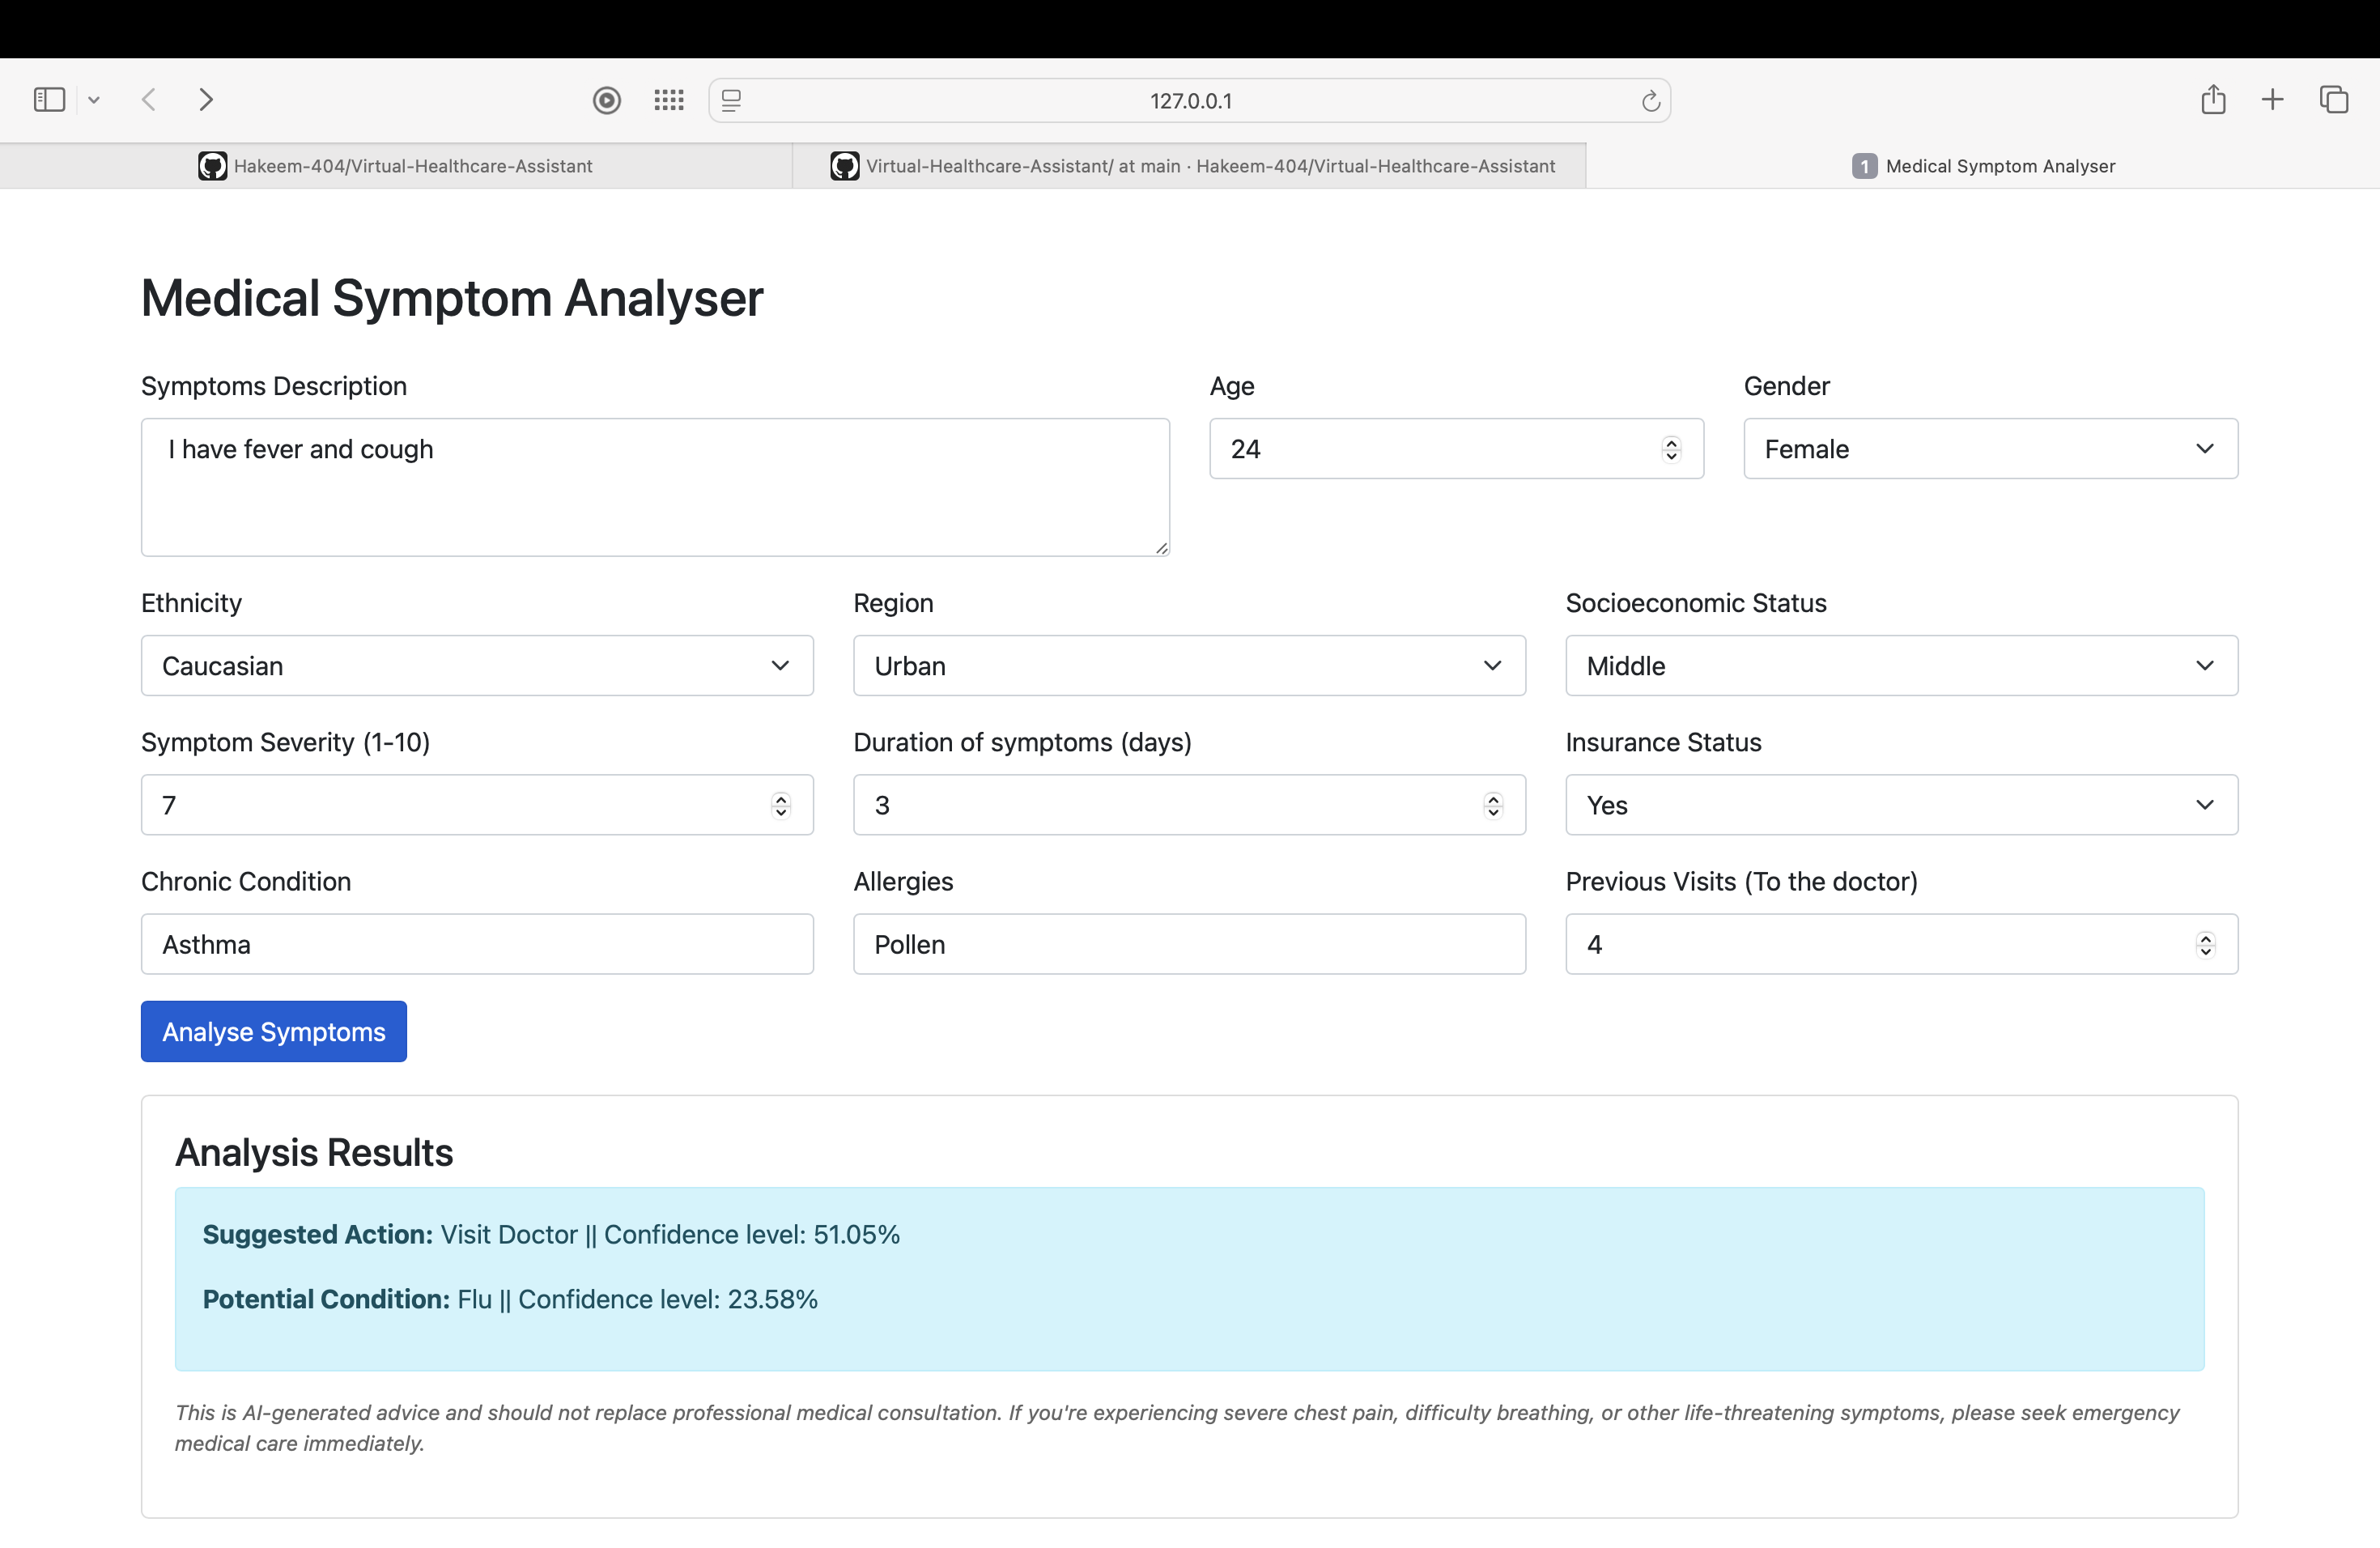 127.0.0.1
Hakeem-404/Virtual-Healthcare-Assistant
Virtual-Healthcare-Assistant/ at main · Hakeem-404/Virtual-Healthcare-Assistant
1 Medical Symptom Analyser
Medical Symptom Analyser
Symptoms Description
I have fever and cough
Age
24
Gender
Female
Ethnicity
Caucasian
Region
Urban
Socioeconomic Status
Middle
Symptom Severity (1-10)
7
Duration of symptoms (days)
3
Insurance Status
Yes
Chronic Condition
Asthma
Allergies
Pollen
Previous Visits (To the doctor)
4
Analyse Symptoms
Analysis Results
Suggested Action: Visit Doctor || Confidence level: 51.05%
Potential Condition: Flu || Confidence level: 23.58%
This is AI-generated advice and should not replace professional medical consultation. If you're experiencing severe chest pain, difficulty breathing, or other life-threatening symptoms, please seek emergency
medical care immediately.